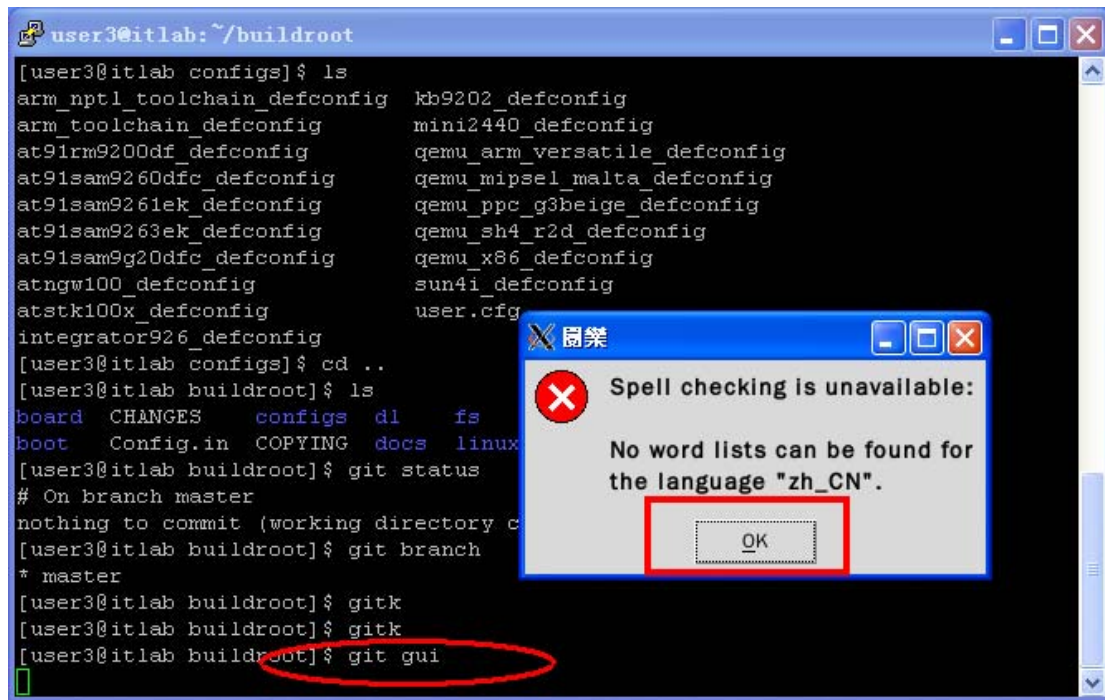 user3@itlab:~/buildroot
[user3@itlab configs]$ ls
arm_nptl_toolchain_defconfig kb9202_defconfig
arm_toolchain_defconfig mini2440_defconfig
at91rm9200df_defconfig qemu_arm_versatile_defconfig
at91sam9260dfc_defconfig qemu_mipsel_malta_defconfig
at91sam9261ek_defconfig qemu_ppc_g3beige_defconfig
at91sam9263ek_defconfig qemu_sh4_r2d_defconfig
at91sam9g20dfc_defconfig qemu_x86_defconfig
atngw100_defconfig sun4i_defconfig
atstk100x_defconfig user.cfg
integrator926_defconfig
[user3@itlab configs]$ cd ..
[user3@itlab buildroot]$ ls
board CHANGES configs dl fs
boot Config.in COPYING docs linux
[user3@itlab buildroot]$ git status
# On branch master
nothing to commit (working directory c
[user3@itlab buildroot]$ git branch
* master
[user3@itlab buildroot]$ gitk
[user3@itlab buildroot]$ gitk
[user3@itlab buildroot]$ git gui
Spell checking is unavailable:
No word lists can be found for
the language "zh_CN".
OK